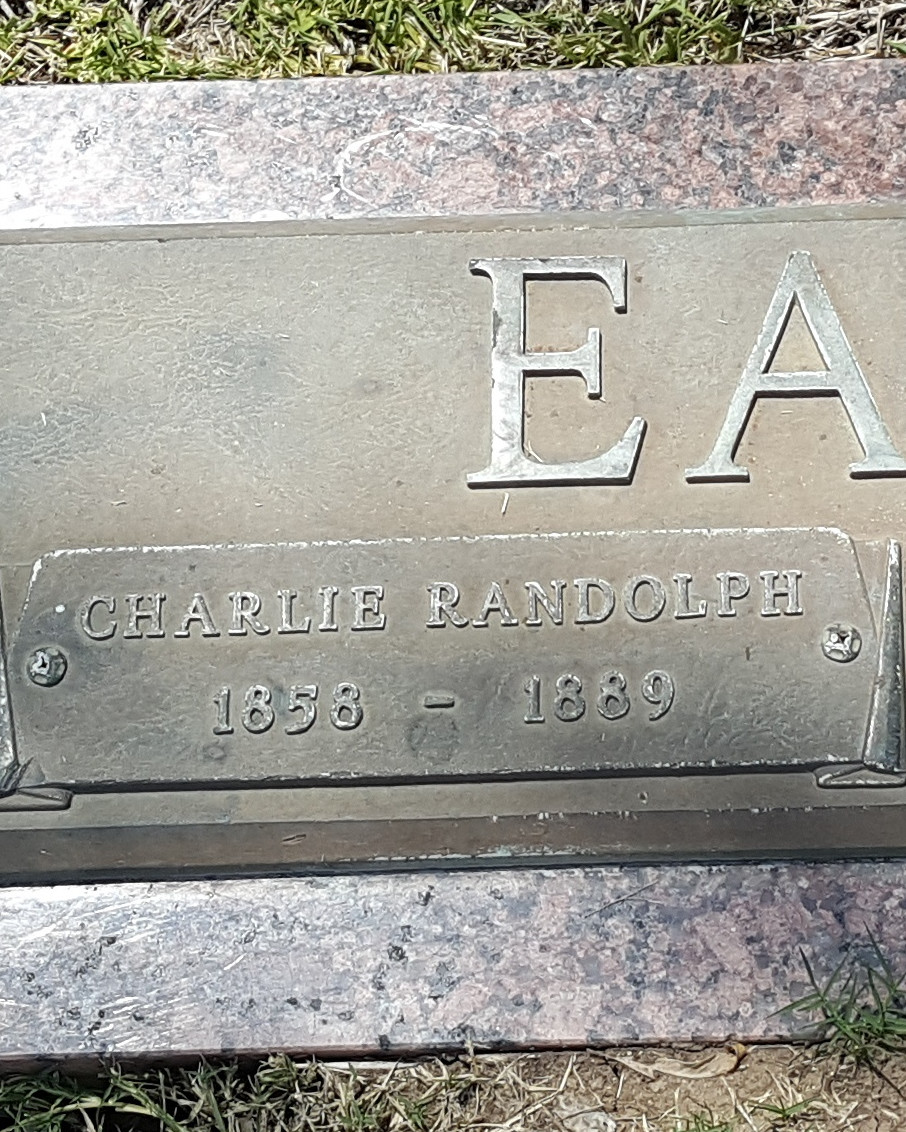 EA
CHARLIE RANDOLPH
1858 - 1889